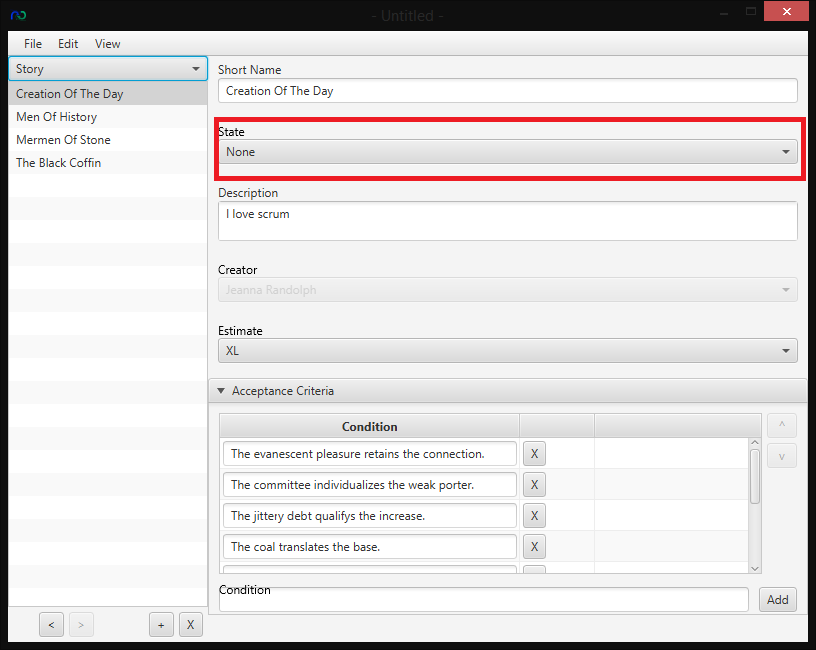 - Untitled -
File Edit View
Story
Creation Of The Day
Men Of History
Mermen Of Stone
The Black Coffin
< > + X
Short Name
Creation Of The Day
State
None
Description
I love scrum
Creator
Jeanna Randolph
Estimate
XL
Acceptance Criteria
Condition
The evanescent pleasure retains the connection. X
The committee individualizes the weak porter. X
The jittery debt qualifys the increase. X
The coal translates the base. X
^
v
Condition
Add